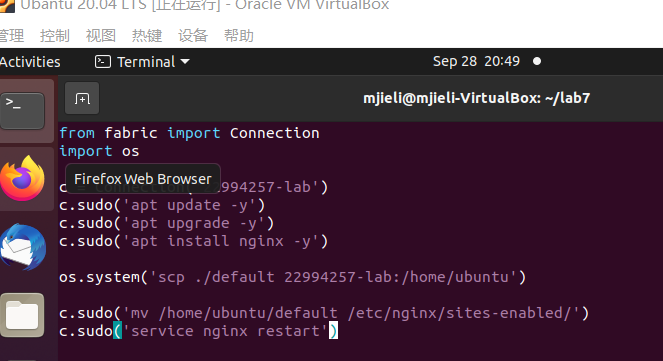 Ubuntu 20.04 LTS [正在运行] - Oracle VM VirtualBox
管理 控制 视图 热键 设备 帮助
Activities Terminal Sep 28 20:49
mjieli@mjieli-VirtualBox: ~/lab7
from fabric import Connection
import os
Firefox Web Browser
22994257-lab')
c.sudo('apt update -y')
c.sudo('apt upgrade -y')
c.sudo('apt install nginx -y')
os.system('scp ./default 22994257-lab:/home/ubuntu')
c.sudo('mv /home/ubuntu/default /etc/nginx/sites-enabled/')
c.sudo('service nginx restart')